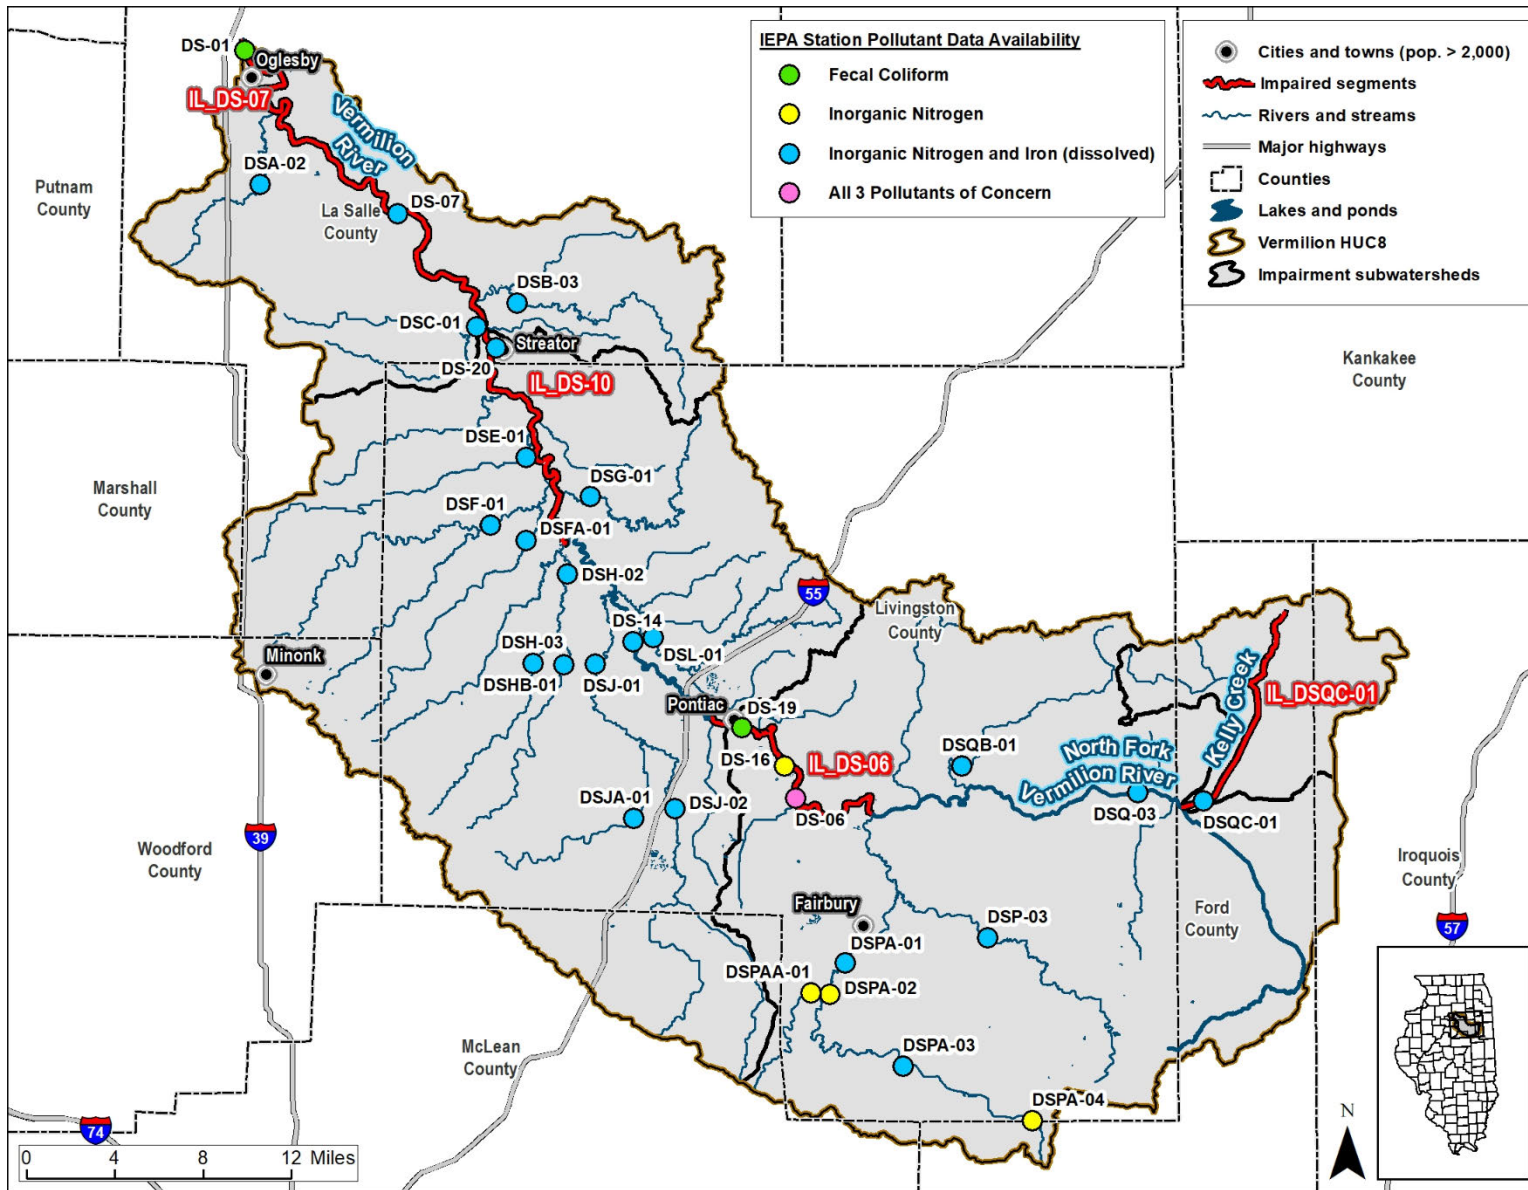 DS-01
Oglesby
IL_DS-07
Vermilion
River
DSA-02
Putnam
County
La Salle
County
DS-07
DSB-03
DSC-01
Streator
DS-20
IL_DS-10
IEPA Station Pollutant Data Availability
Fecal Coliform
Inorganic Nitrogen
Inorganic Nitrogen and Iron (dissolved)
All 3 Pollutants of Concern
Cities and towns (pop. > 2,000)
Impaired segments
Rivers and streams
Major highways
Counties
Lakes and ponds
Vermilion HUC8
Impairment subwatersheds
Kankakee
County
Marshall
County
DSE-01
DSG-01
DSF-01
DSFA-01
DSH-02
55
Livingston
County
DS-14
DSL-01
DSH-03
DSHB-01
DSJ-01
Minonk
Pontiac
DS-19
DS-16
IL_DS-06
DS-06
DSQB-01
North Fork
Vermilion River
Kelly Creek
IL_DSQC-01
DSQ-03
DSQC-01
DSJA-01
DSJ-02
39
Woodford
County
Iroquois
County
57
Ford
County
Fairbury
DSP-03
DSPA-01
DSPAA-01
DSPA-02
DSPA-03
DSPA-04
McLean
County
74
0 4 8 12 Miles
N